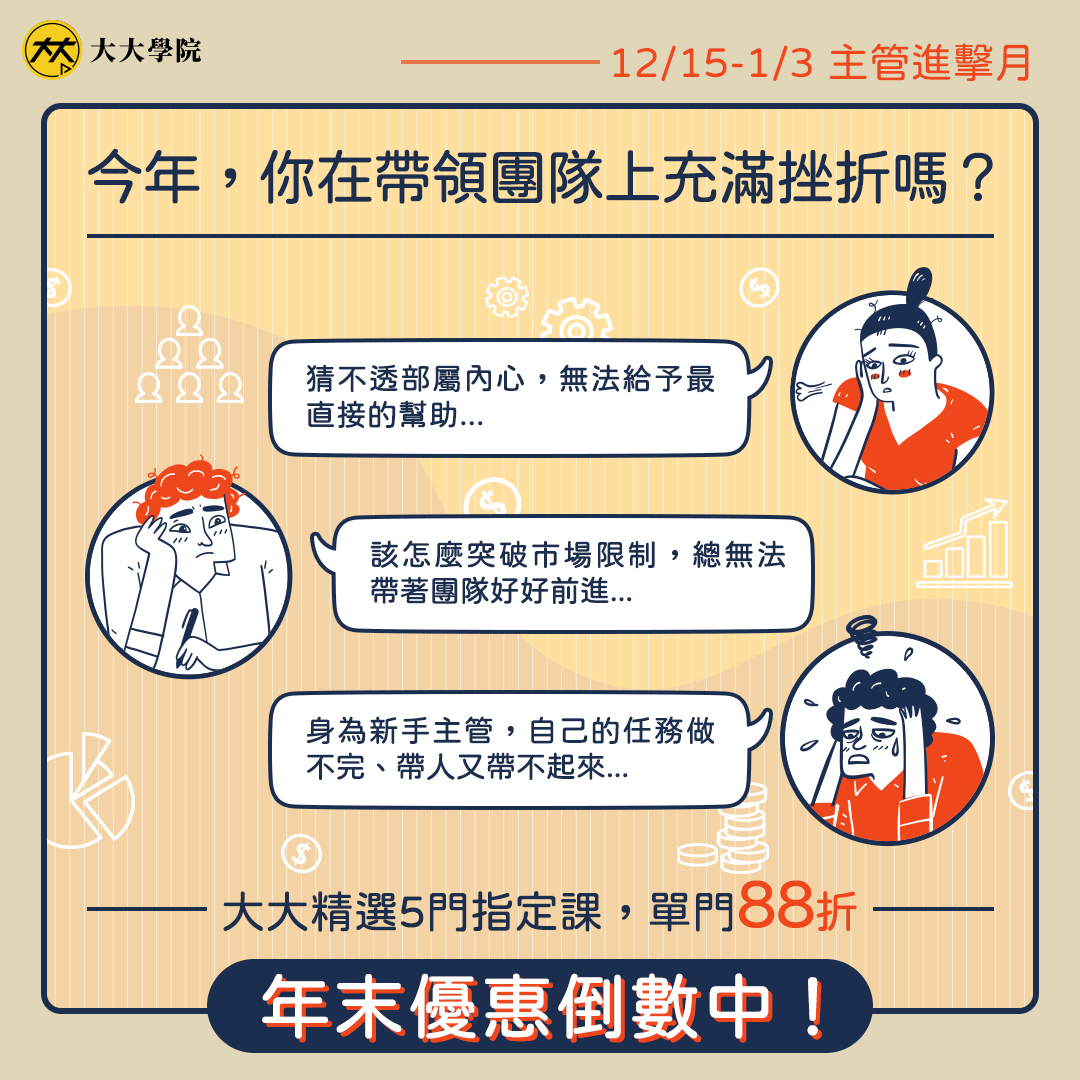 大大學院
12/15-1/3 主管進擊月
今年，你在帶領團隊上充滿挫折嗎？
猜不透部屬內心，無法給予最
直接的幫助...
該怎麼突破市場限制，總無法
帶著團隊好好前進...
身為新手主管，自己的任務做
不完、帶人又帶不起來...
大大精選5門指定課，單門88折
年末優惠倒數中！